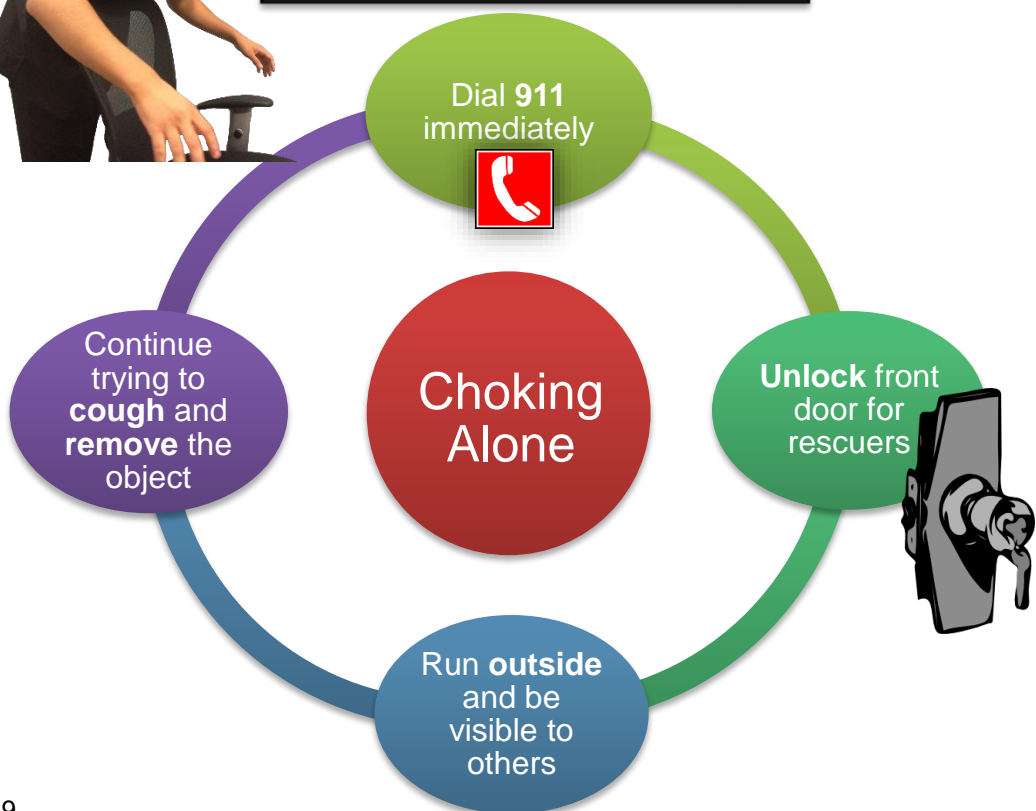 Dial 911
immediately
Unlock front
door for
rescuers
Run outside
and be
visible to
others
Continue
trying to
cough and
remove the
object
Choking
Alone
9